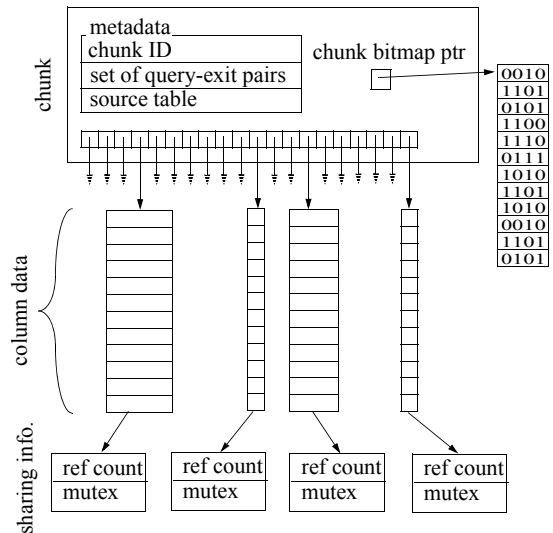 chunk
metadata
chunk ID
set of query-exit pairs
source table
chunk bitmap ptr
0010
1101
0101
1100
1110
0111
1010
1101
1010
0010
1101
0101
column data
sharing info.
ref count
mutex
ref count
mutex
ref count
mutex
ref count
mutex